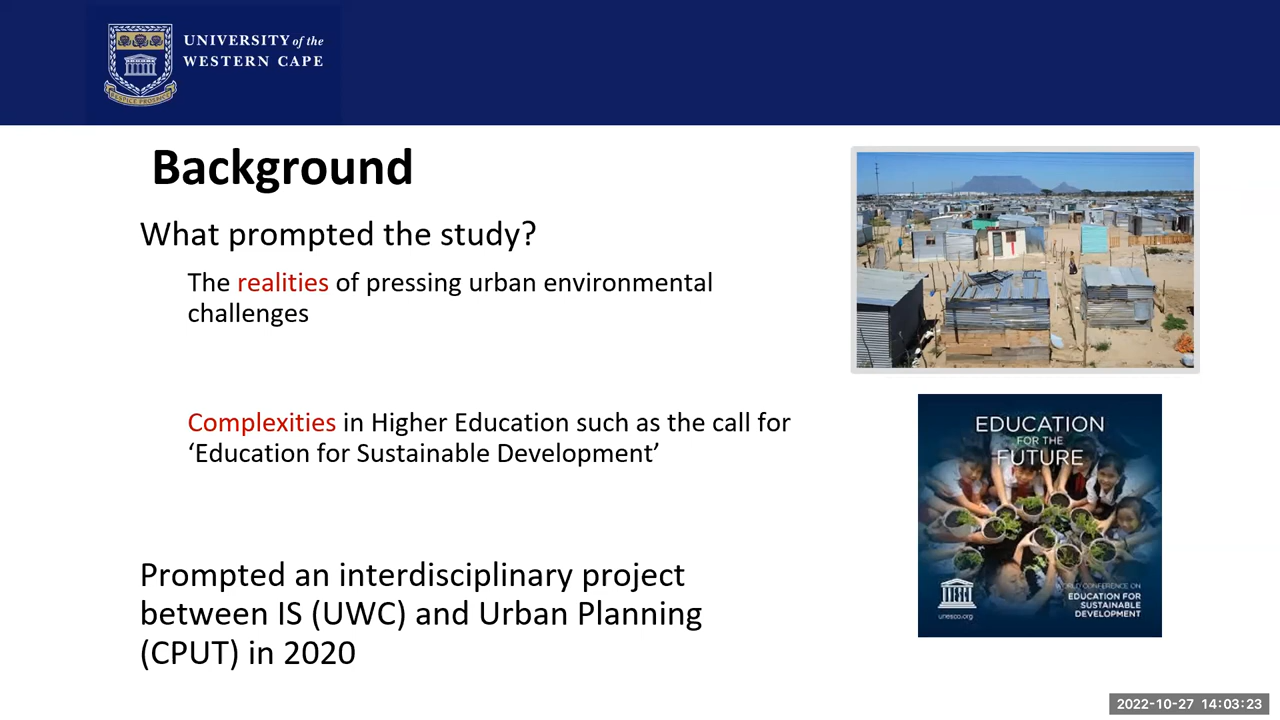 UNIVERSITY of the
WESTERN CAPE
Background
What prompted the study?
The realities of pressing urban environmental
challenges
Complexities in Higher Education such as the call for
‘Education for Sustainable Development’
Prompted an interdisciplinary project
between IS (UWC) and Urban Planning
(CPUT) in 2020
EDUCATION
FOR THE
FUTURE
WORLD CONFERENCE ON
EDUCATION FOR
SUSTAINABLE
DEVELOPMENT
unesco.org
2022-10-27 14:03:23